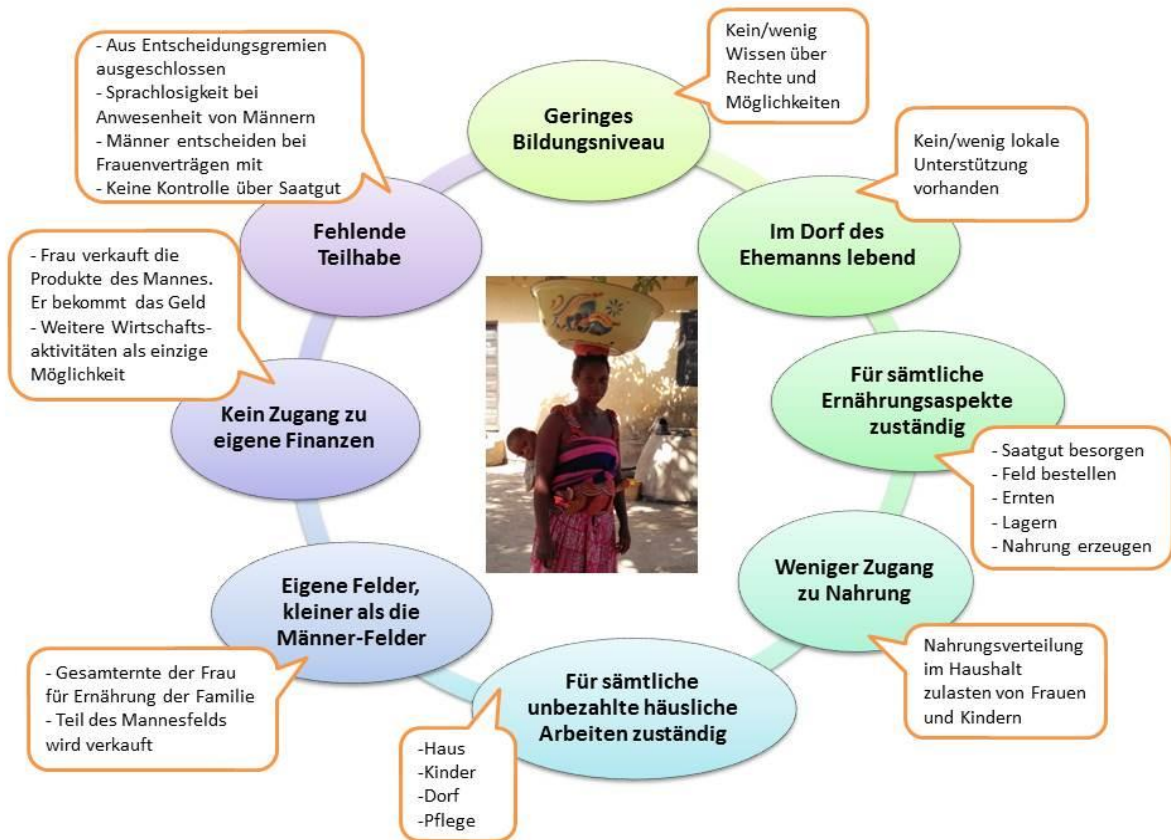 - Aus Entscheidungsgremien
ausgeschlossen
- Sprachlosigkeit bei
Anwesenheit von Männern
- Männer entscheiden bei
Frauenverträgen mit
- Keine Kontrolle über Saatgut
Fehlende
Teilhabe
Geringes
Bildungsniveau
Kein/wenig
Wissen über
Rechte und
Möglichkeiten
Im Dorf des
Ehemanns lebend
Kein/wenig lokale
Unterstützung
vorhanden
Für sämtliche
Ernährungsaspekte
zuständig
- Saatgut besorgen
- Feld bestellen
- Ernten
- Lagern
- Nahrung erzeugen
Weniger Zugang
zu Nahrung
Nahrungsverteilung
im Haushalt
zulasten von Frauen
und Kindern
Für sämtliche
unbezahlte häusliche
Arbeiten zuständig
-Haus
-Kinder
-Dorf
-Pflege
Eigene Felder,
kleiner als die
Männer-Felder
- Gesamternte der Frau
für Ernährung der Familie
- Teil des Mannesfelds
wird verkauft
Kein Zugang zu
eigene Finanzen
- Frau verkauft die
Produkte des Mannes.
Er bekommt das Geld
- Weitere Wirtschafts-
aktivitäten als einzige
Möglichkeit